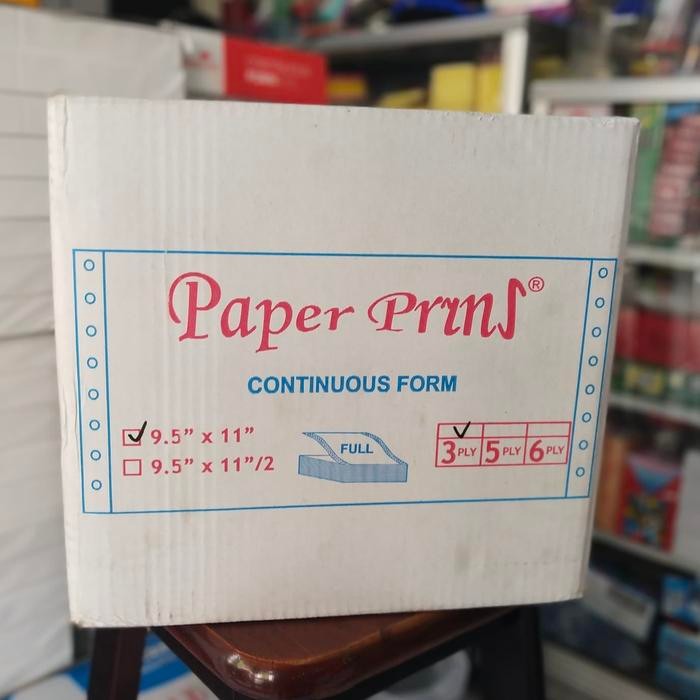 Paper Prins®
CONTINUOUS FORM
9.5” x 11”
9.5” x 11”/2
FULL
3 PLY 5 PLY 6 PLY